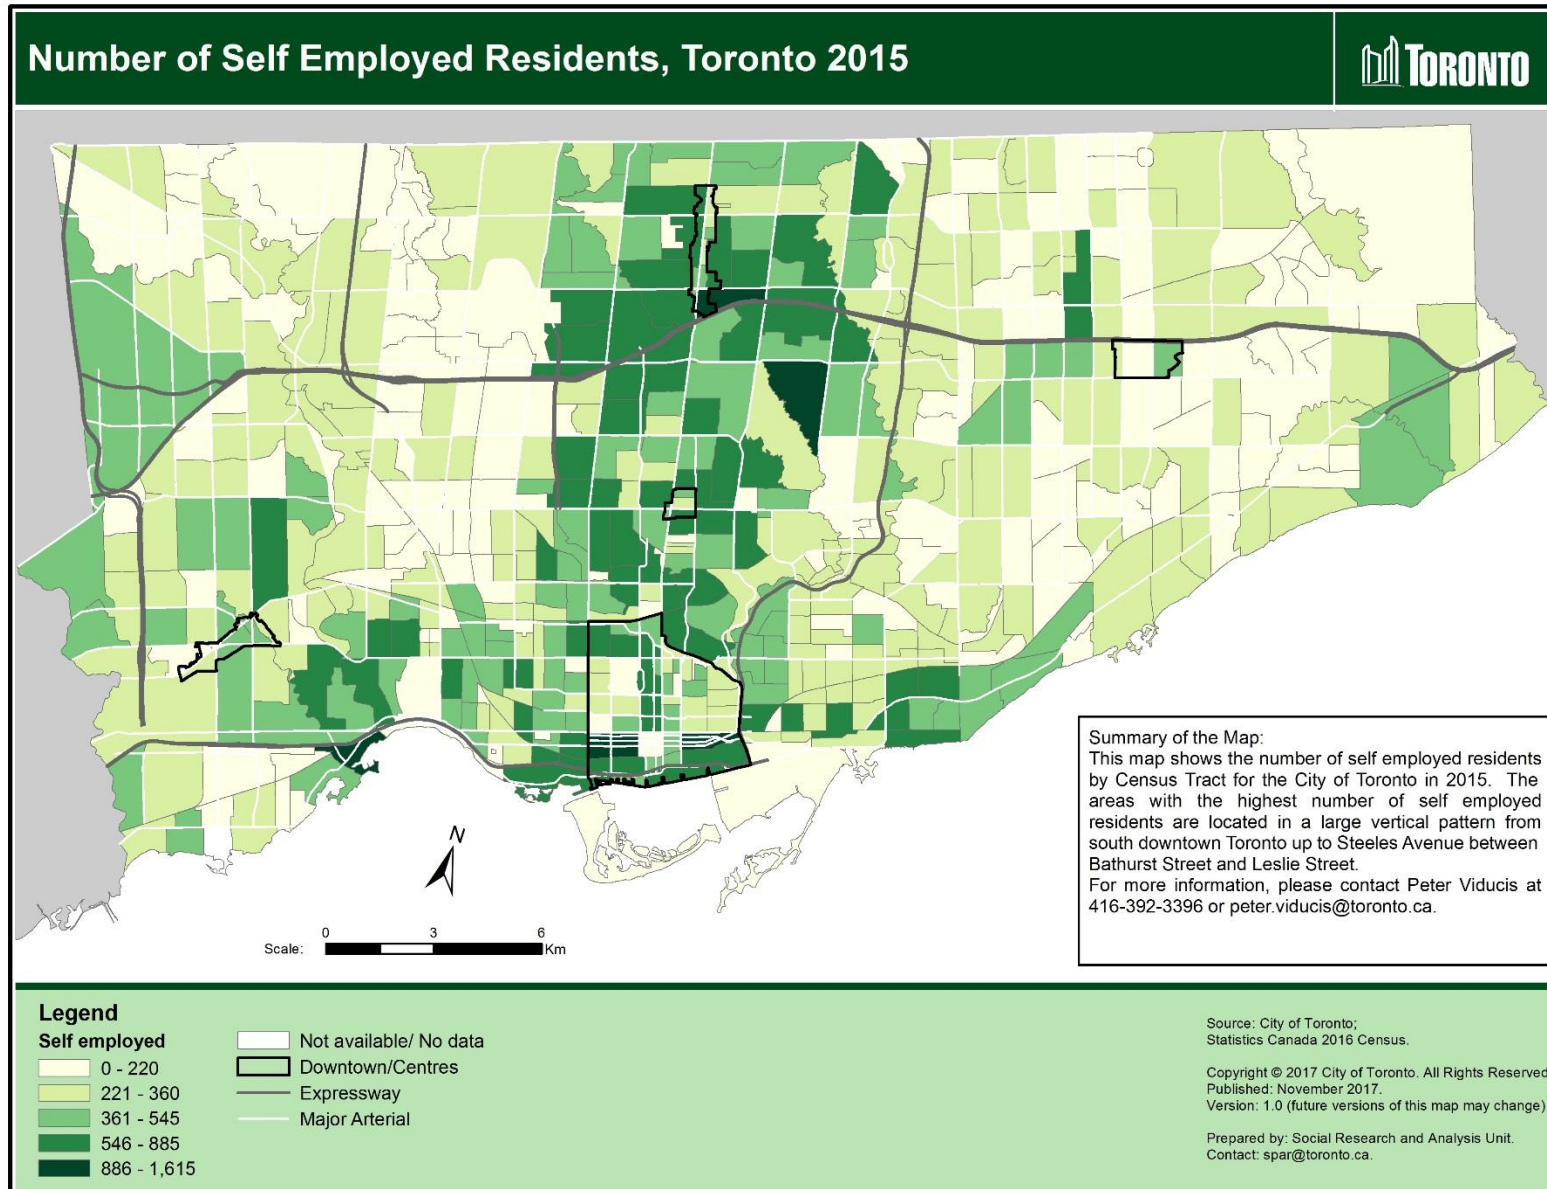 Number of Self Employed Residents, Toronto 2015
TORONTO
Summary of the Map:
This map shows the number of self employed residents
by Census Tract for the City of Toronto in 2015. The
areas with the highest number of self employed
residents are located in a large vertical pattern from
south downtown Toronto up to Steeles Avenue between
Bathurst Street and Leslie Street.
For more information, please contact Peter Viducis at
416-392-3396 or peter.viducis@toronto.ca.
N
0 3 6
Scale: Km
Legend
Self employed
0 - 220
221 - 360
361 - 545
546 - 885
886 - 1,615
Not available/ No data
Downtown/Centres
Expressway
Major Arterial
Source: City of Toronto;
Statistics Canada 2016 Census.
Copyright © 2017 City of Toronto. All Rights Reserved
Published: November 2017.
Version: 1.0 (future versions of this map may change)
Prepared by: Social Research and Analysis Unit.
Contact: spar@toronto.ca.